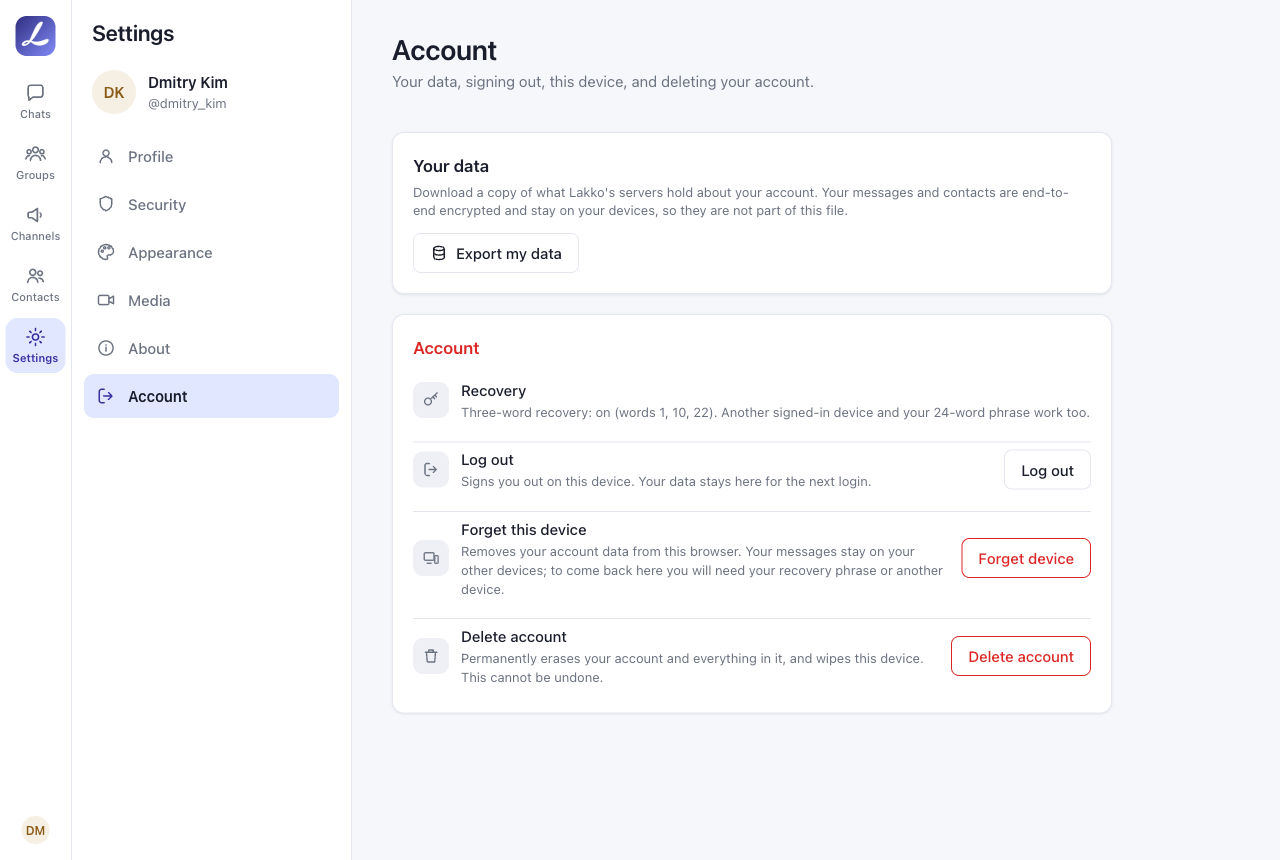 L
Chats
Groups
Channels
Contacts
Settings
DM
Settings
DK
Dmitry Kim
@dmitry_kim
Profile
Security
Appearance
Media
About
Account
Account
Your data, signing out, this device, and deleting your account.
Your data
Download a copy of what Lakko's servers hold about your account. Your messages and contacts are end-to-
end encrypted and stay on your devices, so they are not part of this file.
Export my data
Account
Recovery
Three-word recovery: on (words 1, 10, 22). Another signed-in device and your 24-word phrase work too.
Log out
Signs you out on this device. Your data stays here for the next login.
Log out
Forget this device
Removes your account data from this browser. Your messages stay on your
other devices; to come back here you will need your recovery phrase or another
device.
Forget device
Delete account
Permanently erases your account and everything in it, and wipes this device.
This cannot be undone.
Delete account